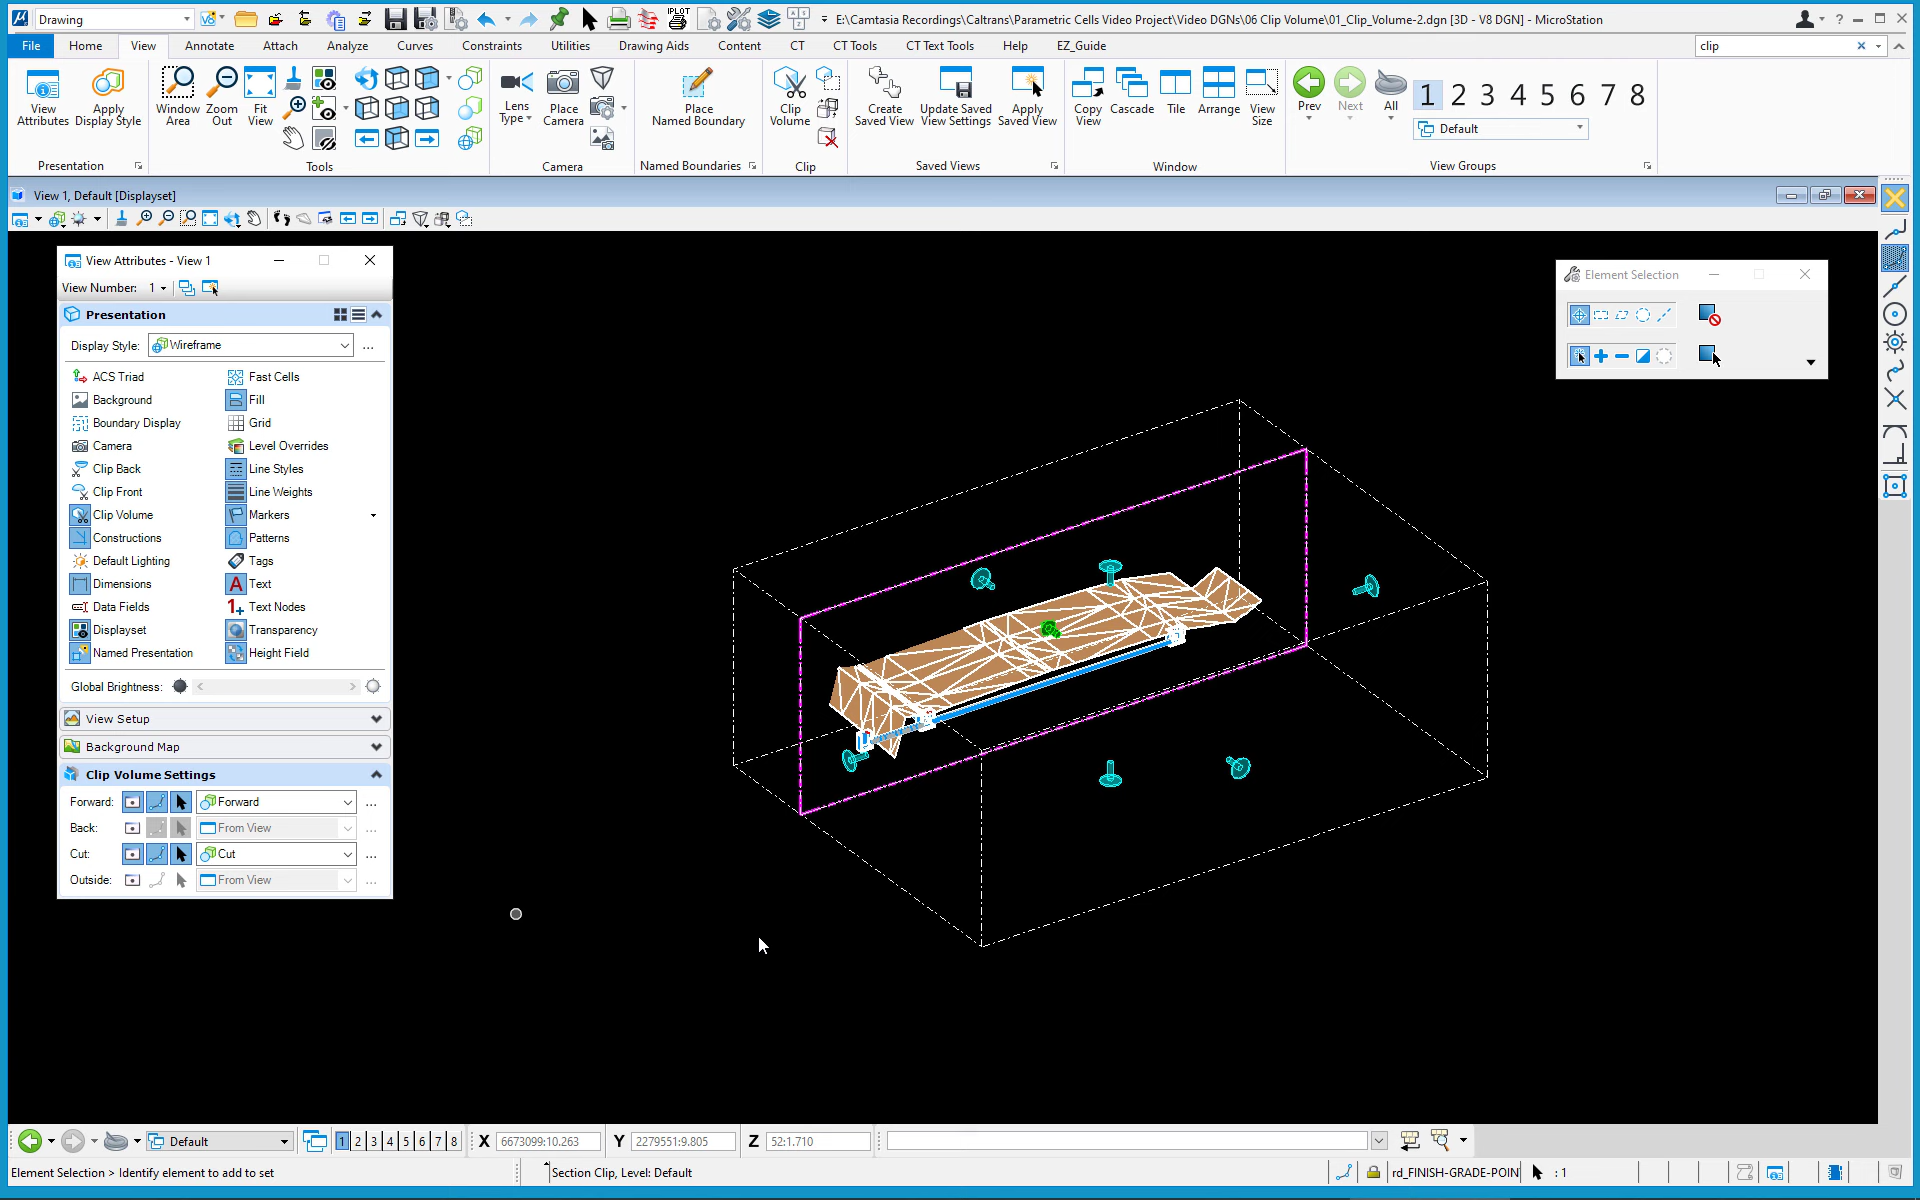 Drawing
E:\Camtasia Recordings\Caltrans\Parametric Cells Video Project\Video DGNs\06 Clip Volume\01_Clip_Volume-2.dgn [3D - V8 DGN] - MicroStation
File Home View Annotate Attach Analyze Curves Constraints Utilities Drawing Aids Content CT CT Tools CT Text Tools Help EZ_Guide
clip
View Attributes
Apply Display Style
Window Area
Zoom Out
Fit View
Lens Type
Place Camera
Place Named Boundary
Clip Volume
Create Saved View
Update Saved View Settings
Apply Saved View
Copy View
Cascade
Tile
Arrange
View Size
Prev
Next
All
1 2 3 4 5 6 7 8
Default
Presentation
Tools
Camera
Named Boundaries
Clip
Saved Views
Window
View Groups
View 1, Default [Displayset]
View Attributes - View 1
View Number: 1
Presentation
Display Style: Wireframe
ACS Triad Fast Cells
Background Fill
Boundary Display Grid
Camera Level Overrides
Clip Back Line Styles
Clip Front Line Weights
Clip Volume Markers
Constructions Patterns
Default Lighting Tags
Dimensions Text
Data Fields Text Nodes
Displayset Transparency
Named Presentation Height Field
Global Brightness:
View Setup
Background Map
Clip Volume Settings
Forward: Forward
Back: From View
Cut: Cut
Outside: From View
Element Selection
Default
1 2 3 4 5 6 7 8
X 6673099:10.263
Y 2279551:9.805
Z 52:1.710
Element Selection > Identify element to add to set
Section Clip, Level: Default
rd_FINISH-GRADE-POIN
: 1